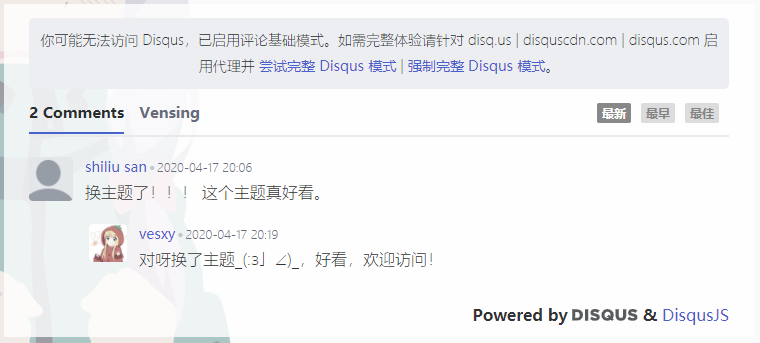 你可能无法访问 Disqus，已启用评论基础模式。如需完整体验请针对 disq.us | disquscdn.com | disqus.com 启
用代理并 尝试完整 Disqus 模式 | 强制完整 Disqus 模式。
2 Comments Vensing 最新 最早 最佳
shiliu san • 2020-04-17 20:06
换主题了！！！ 这个主题真好看。
vesxy • 2020-04-17 20:19
对呀换了主题_(:з」∠)_，好看，欢迎访问！
Powered by DISQUS & DisqusJS